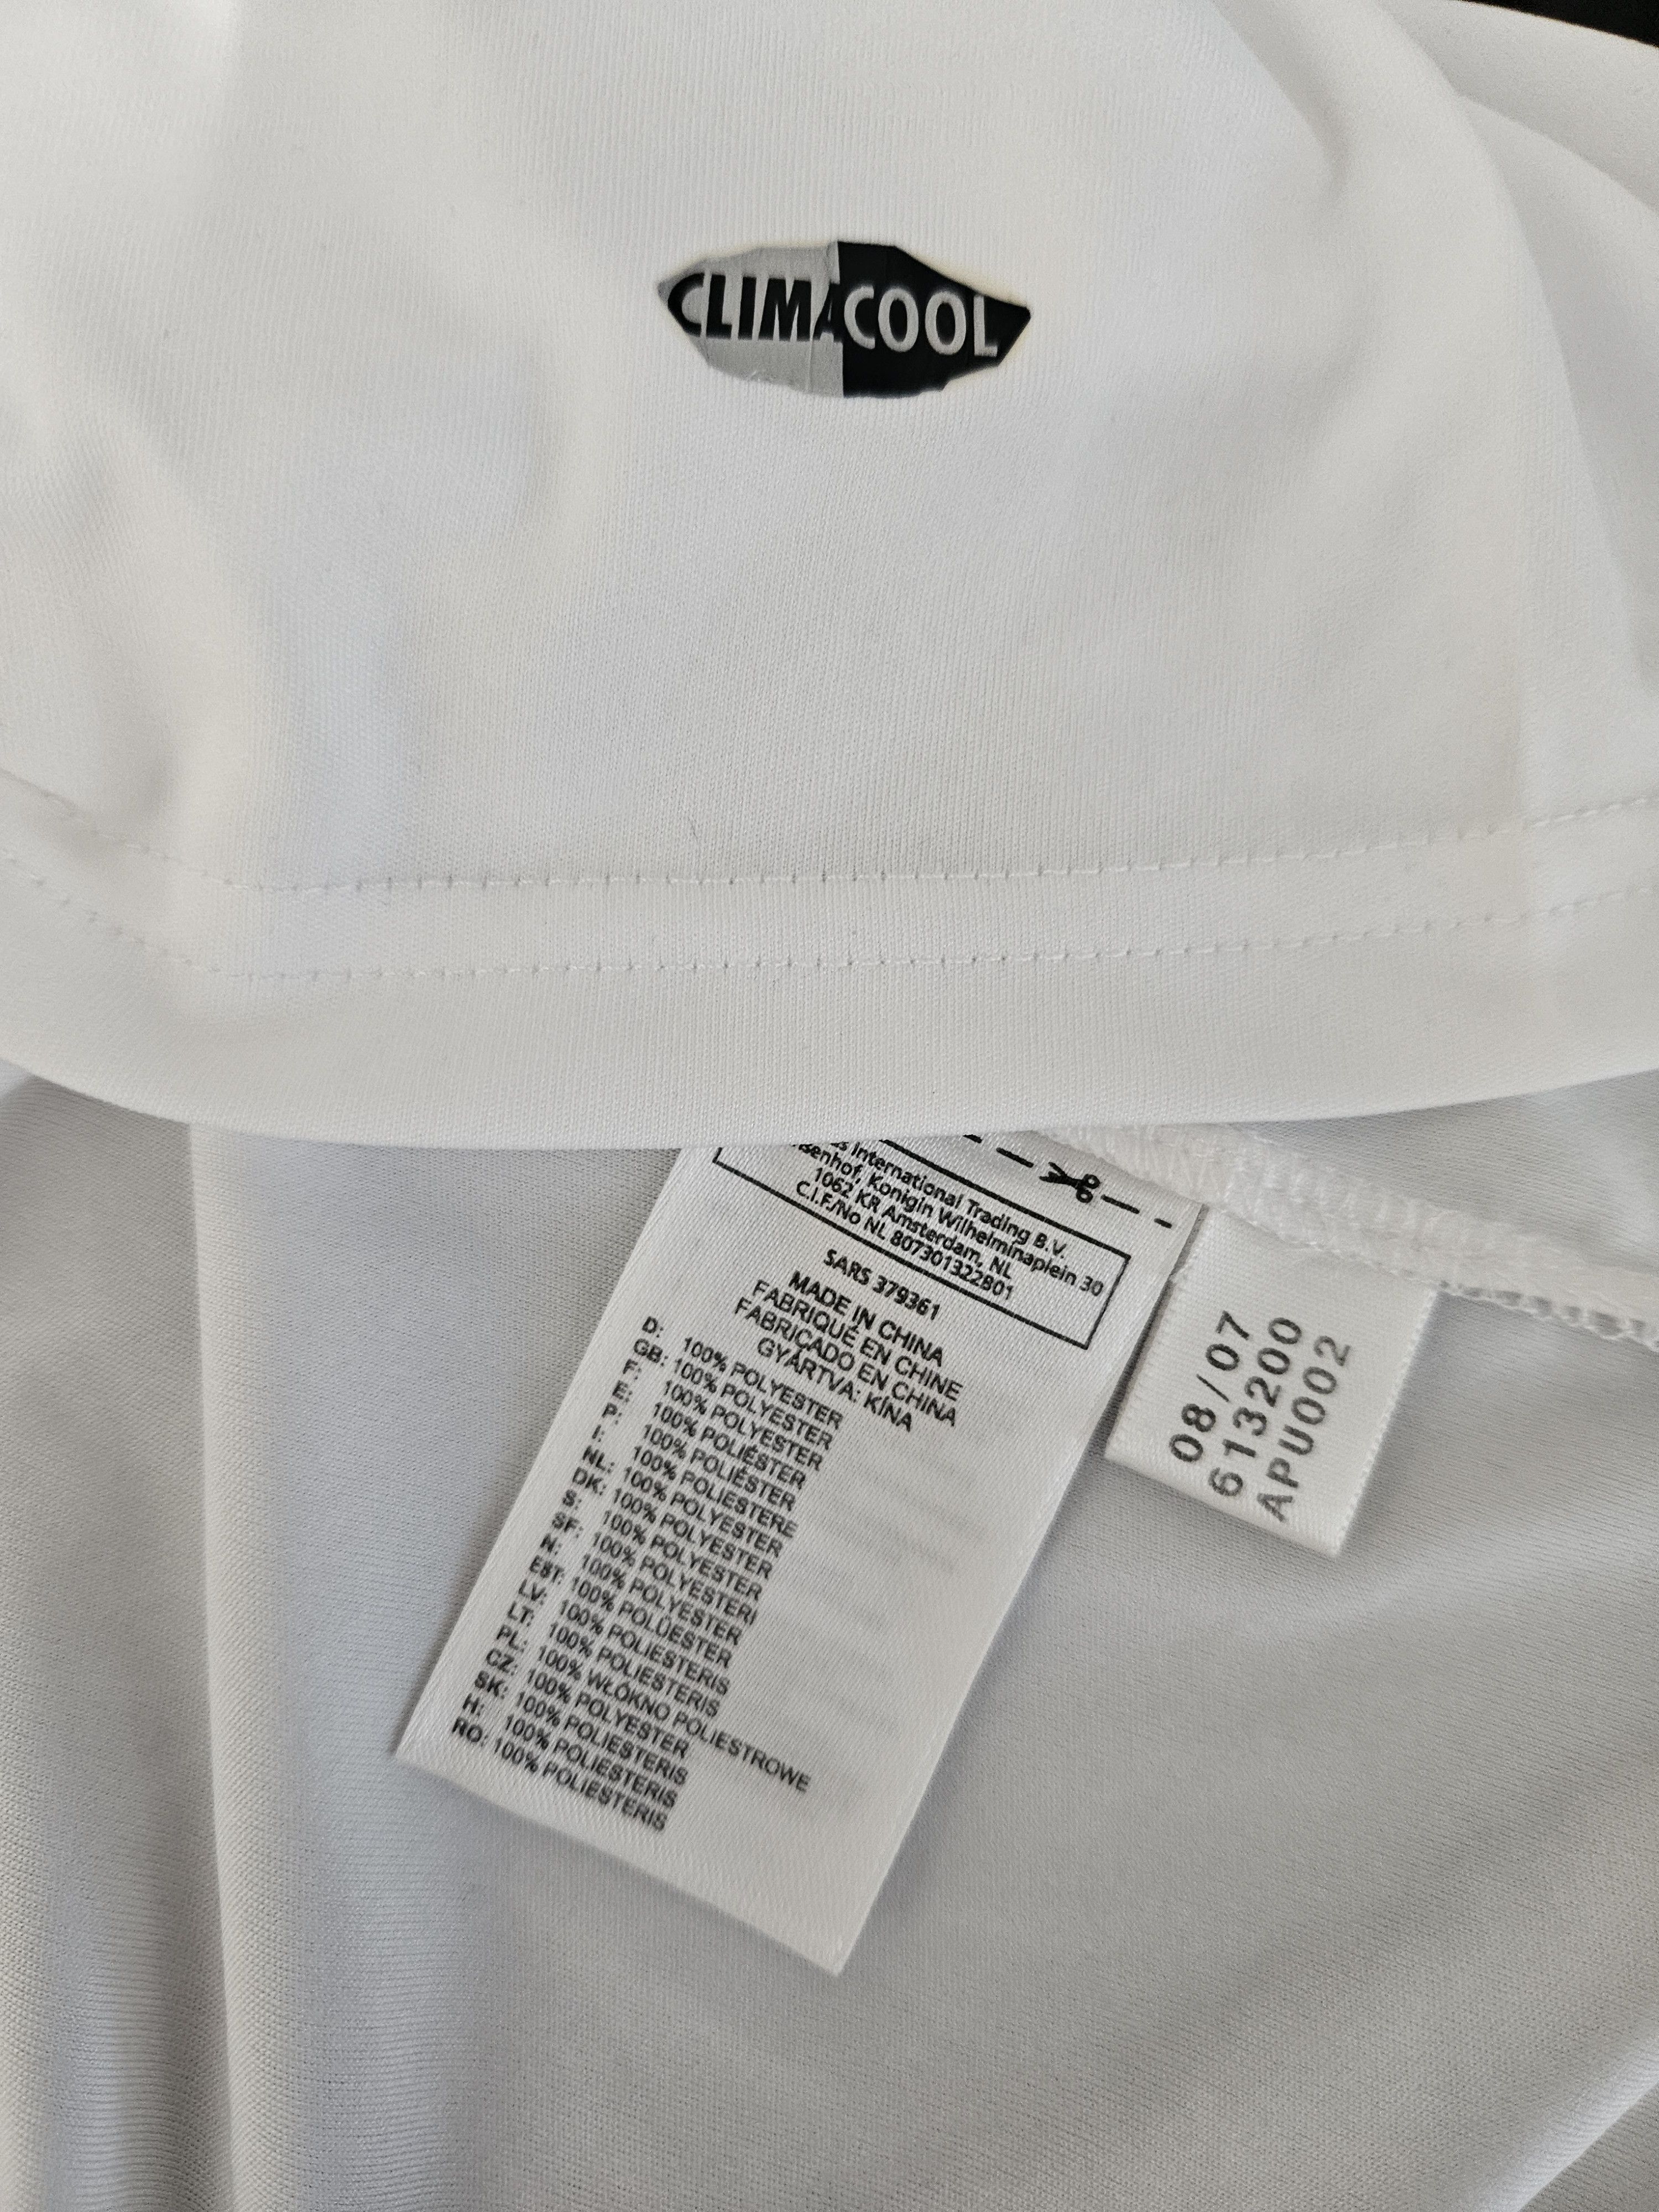 CLIMACOOL
International Trading B.V.
Konigin Wilhelminaplein 30
1062 KR Amsterdam, NL
C.I.F./No NL 807301322B01
SARS 379361
MADE IN CHINA
FABRIQUÉ EN CHINE
FABRICADO EN CHINA
GYÁRTVA: KÍNA
D: 100% POLYESTER
GB: 100% POLYESTER
F: 100% POLYESTER
E: 100% POLIÉSTER
P: 100% POLIÉSTER
I: 100% POLIESTERE
NL: 100% POLYESTER
DK: 100% POLYESTER
S: 100% POLYESTER
SF: 100% POLYESTERI
N: 100% POLYESTER
EST: 100% POLÜESTER
LV: 100% POLIESTERIS
LT: 100% POLIESTERIS
PL: 100% WŁÓKNO POLIESTROWE
CZ: 100% POLYESTER
SK: 100% POLIESTERIS
H: 100% POLIESTERIS
RO: 100% POLIESTERIS
08/07
613200
APU002